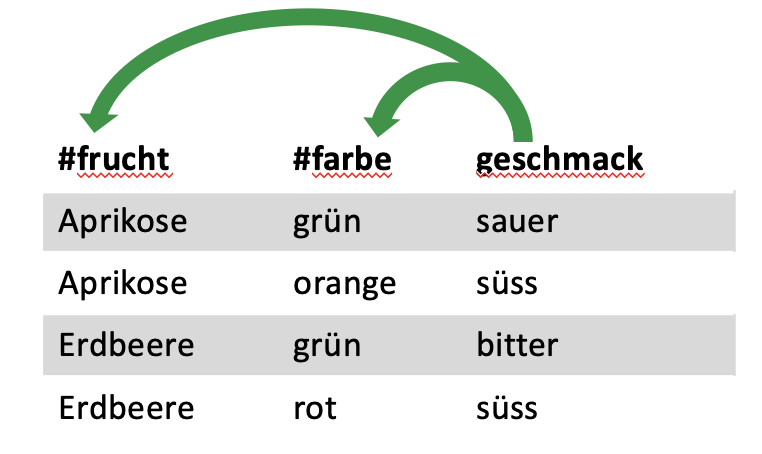 #frucht #farbe geschmack
Aprikose grün sauer
Aprikose orange süss
Erdbeere grün bitter
Erdbeere rot süss